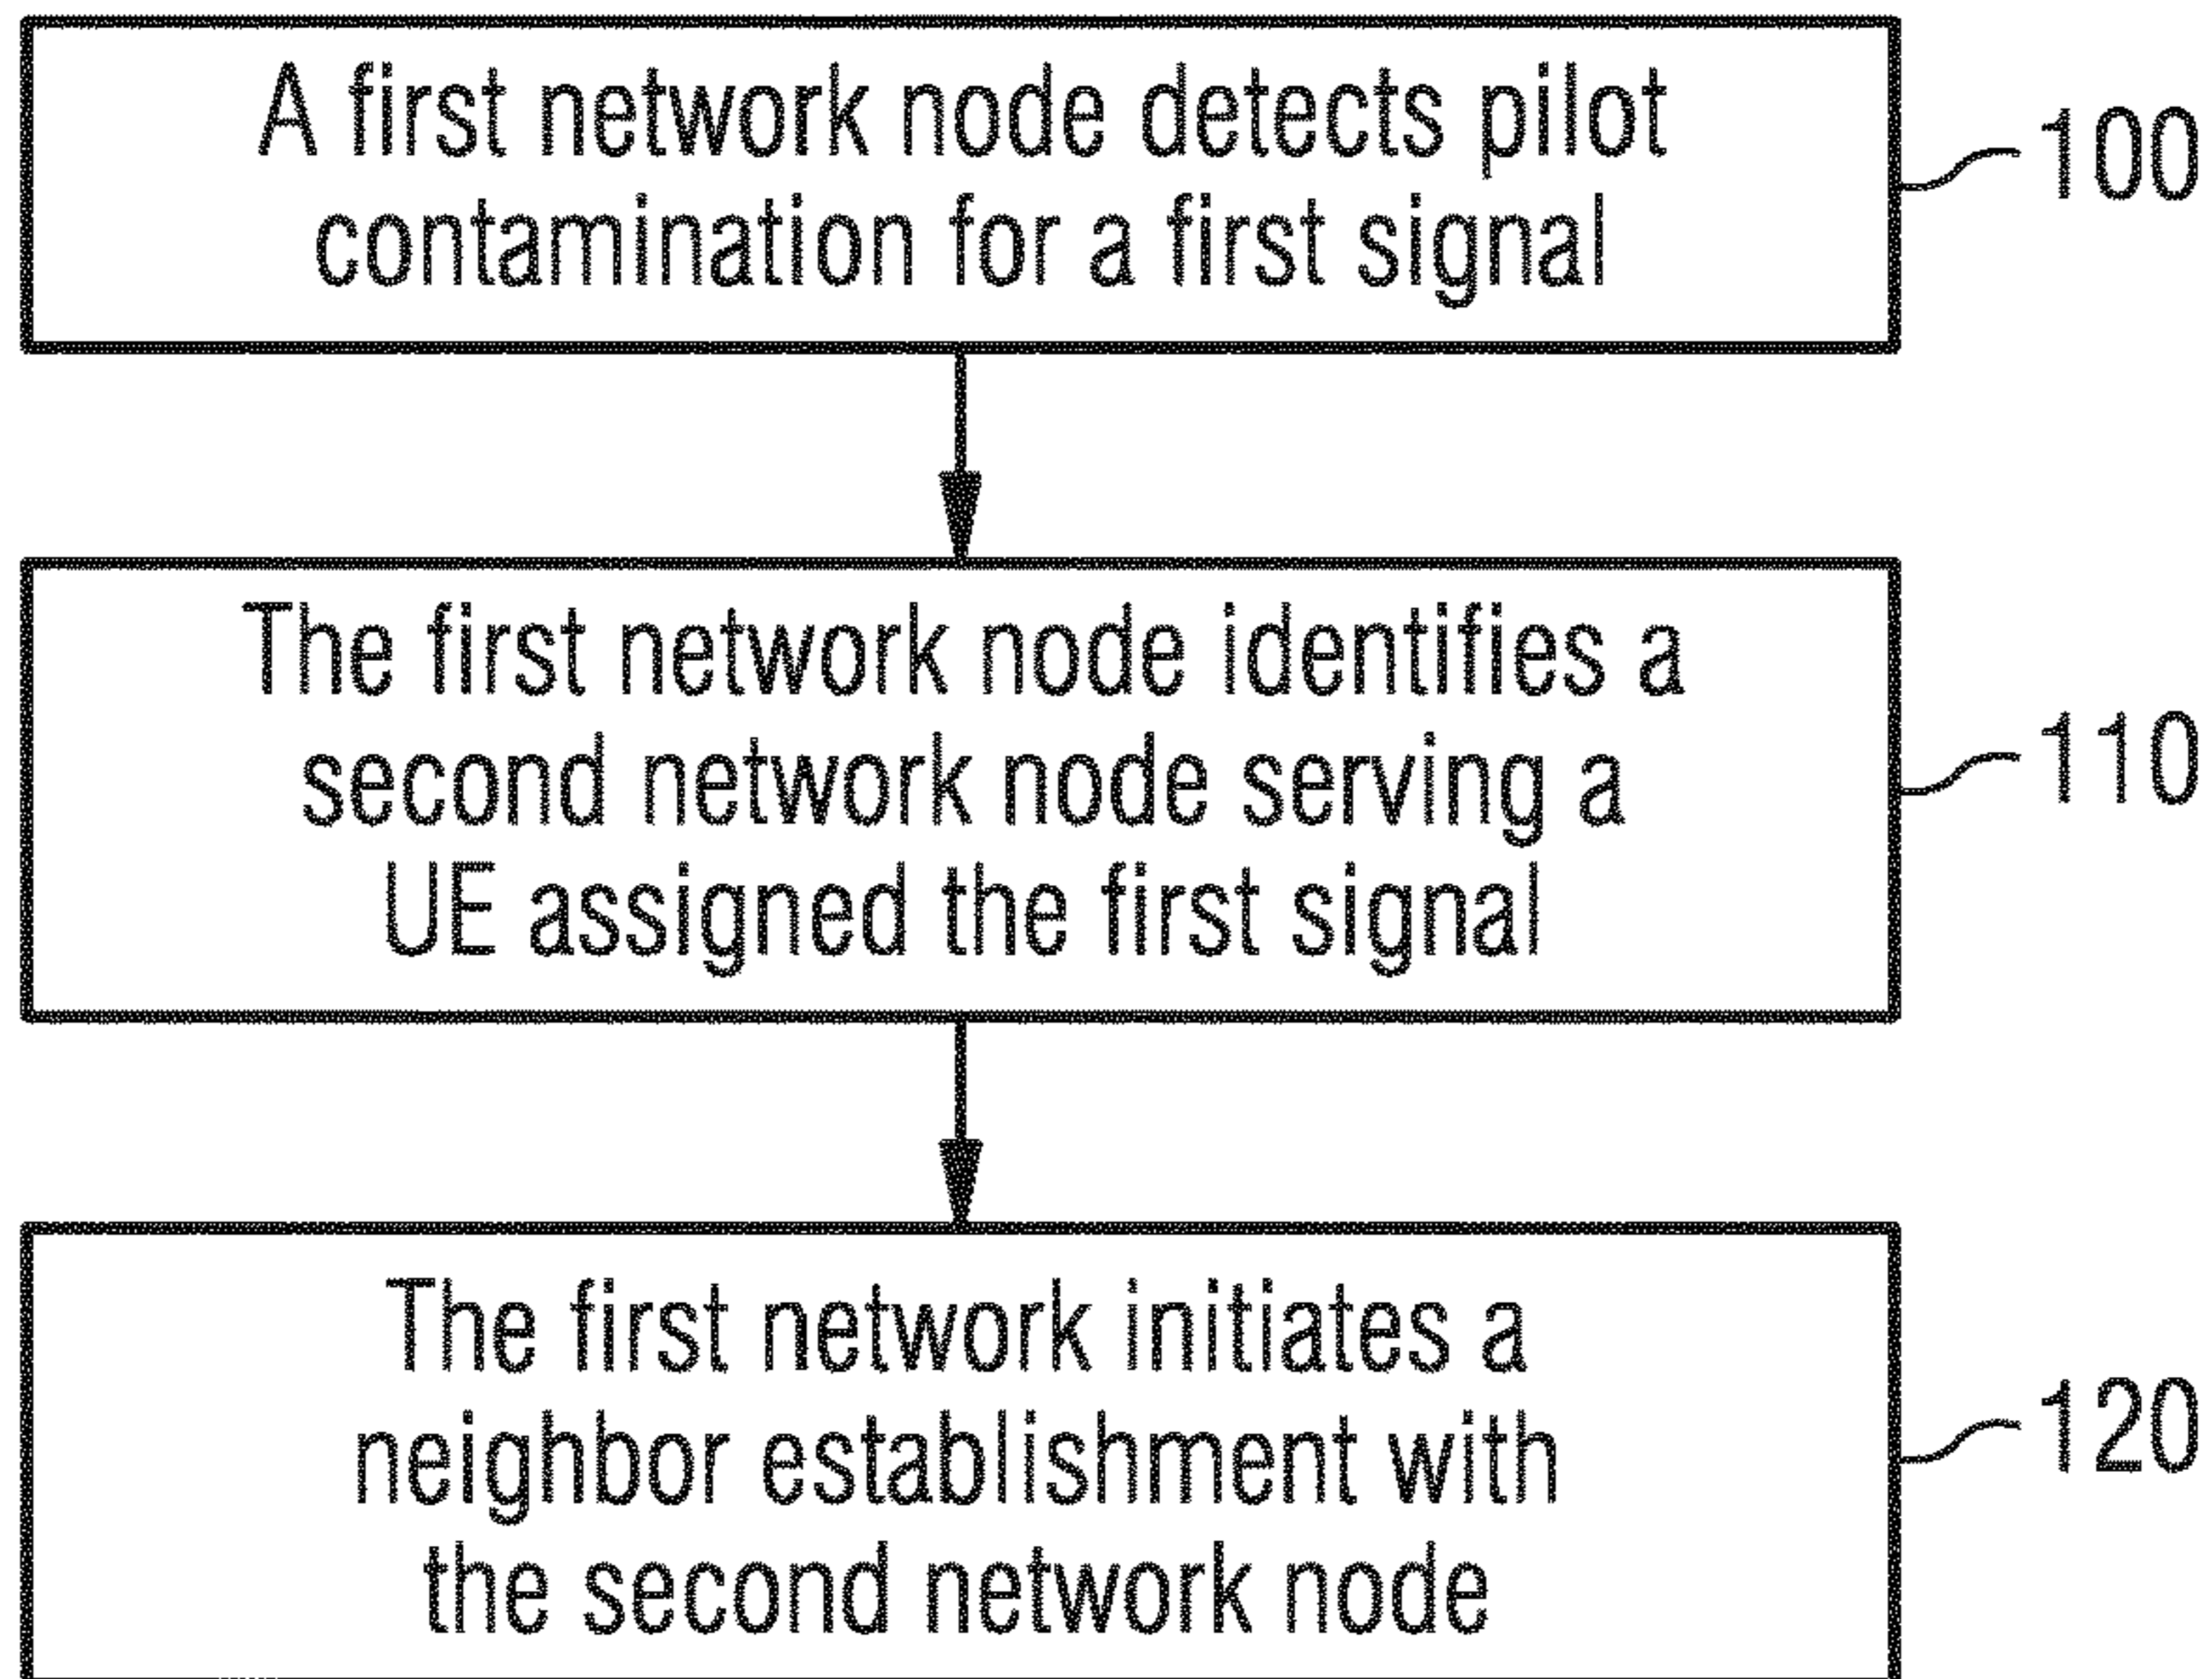 A first network node detects pilot
contamination for a first signal
100
The first network node identifies a
second network node serving a
UE assigned the first signal
110
The first network initiates a
neighbor establishment with
the second network node
120